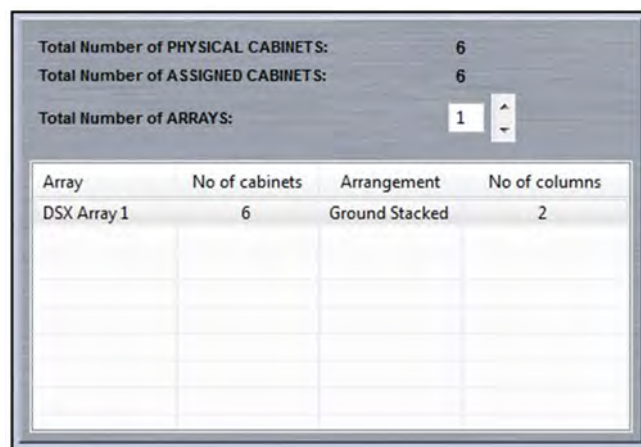 Total Number of PHYSICAL CABINETS: 6
Total Number of ASSIGNED CABINETS: 6
Total Number of ARRAYS: 1
Array No of cabinets Arrangement No of columns
DSX Array 1 6 Ground Stacked 2